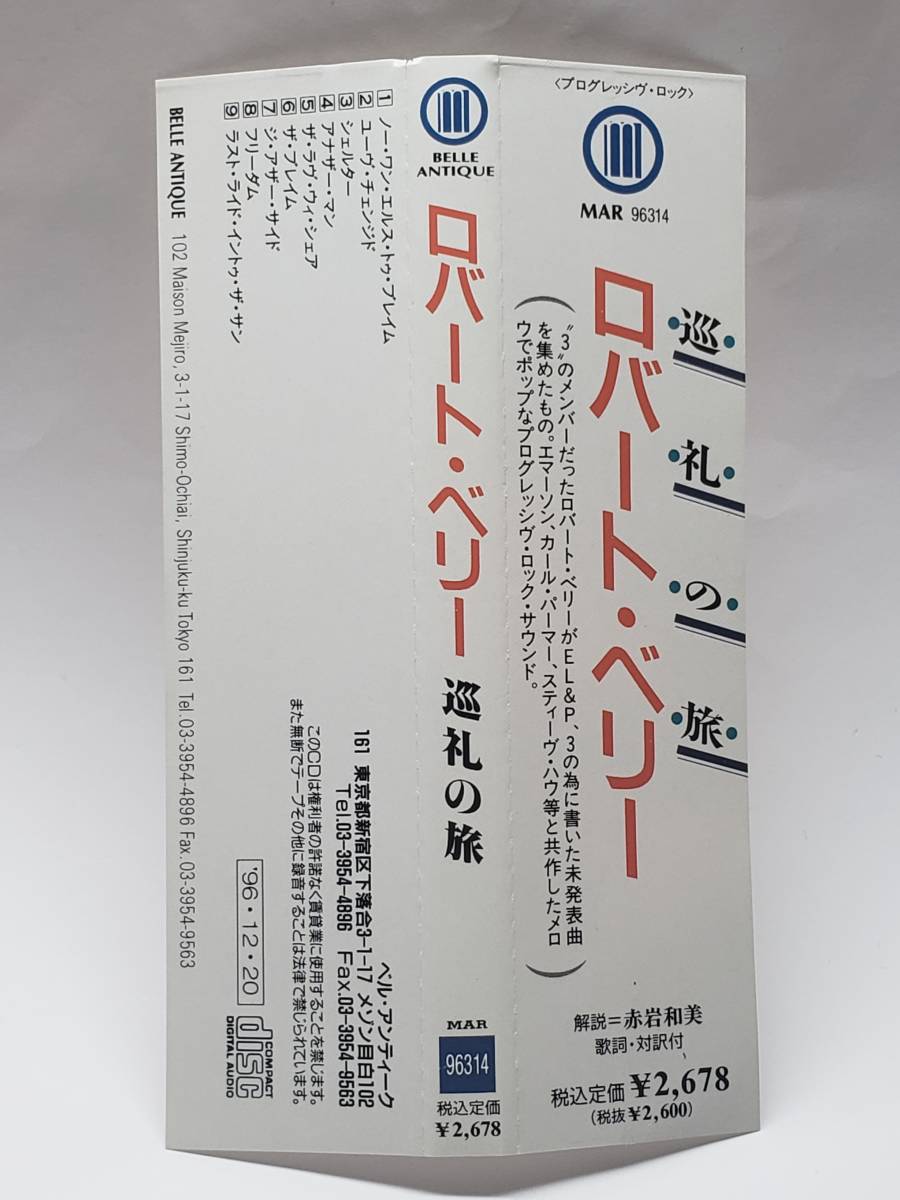 〈プログレッシヴ・ロック〉
MAR 96314
巡礼の旅
ロバート・ベリー
("3"のメンバーだったロバート・ベリーがEL&P、3の為に書いた未発表曲
を集めたもの。エマーソン、カール・パーマー、スティーヴ・ハウ等と共作したメロ
ウでポップなプログレッシヴ・ロック・サウンド。)
解説=赤岩和美
歌詞・対訳付
税込定価 ¥2,678
(税抜¥2,600)
BELLE
ANTIQUE
ロバート・ベリー 巡礼の旅
MAR
96314
税込定価
¥2,678
1 ノー・ワン・エルス・トゥ・ブレイム
2 ユーヴ・チェンジド
3 シェルター
4 アナザー・マン
5 ザ・ラヴ・ウィ・シェア
6 ザ・ブレイム
7 ジ・アザー・サイド
8 フリーダム
9 ラスト・ライド・イントゥ・ザ・サン
ベル・アンティーク
161 東京都新宿区下落合3-1-17 メゾン目白102
Tel.03-3954-4896 Fax.03-3954-9563
このCDは権利者の許諾なく賃貸業に使用することを禁じます。
また無断でテープその他に録音することは法律で禁じられています。
'96・12・20
COMPACT
disc
DIGITAL AUDIO
BELLE ANTIQUE 102 Maison Mejiro, 3-1-17 Shimo-Ochiai, Shinjuku-ku Tokyo 161 Tel.03-3954-4896 Fax.03-3954-9563